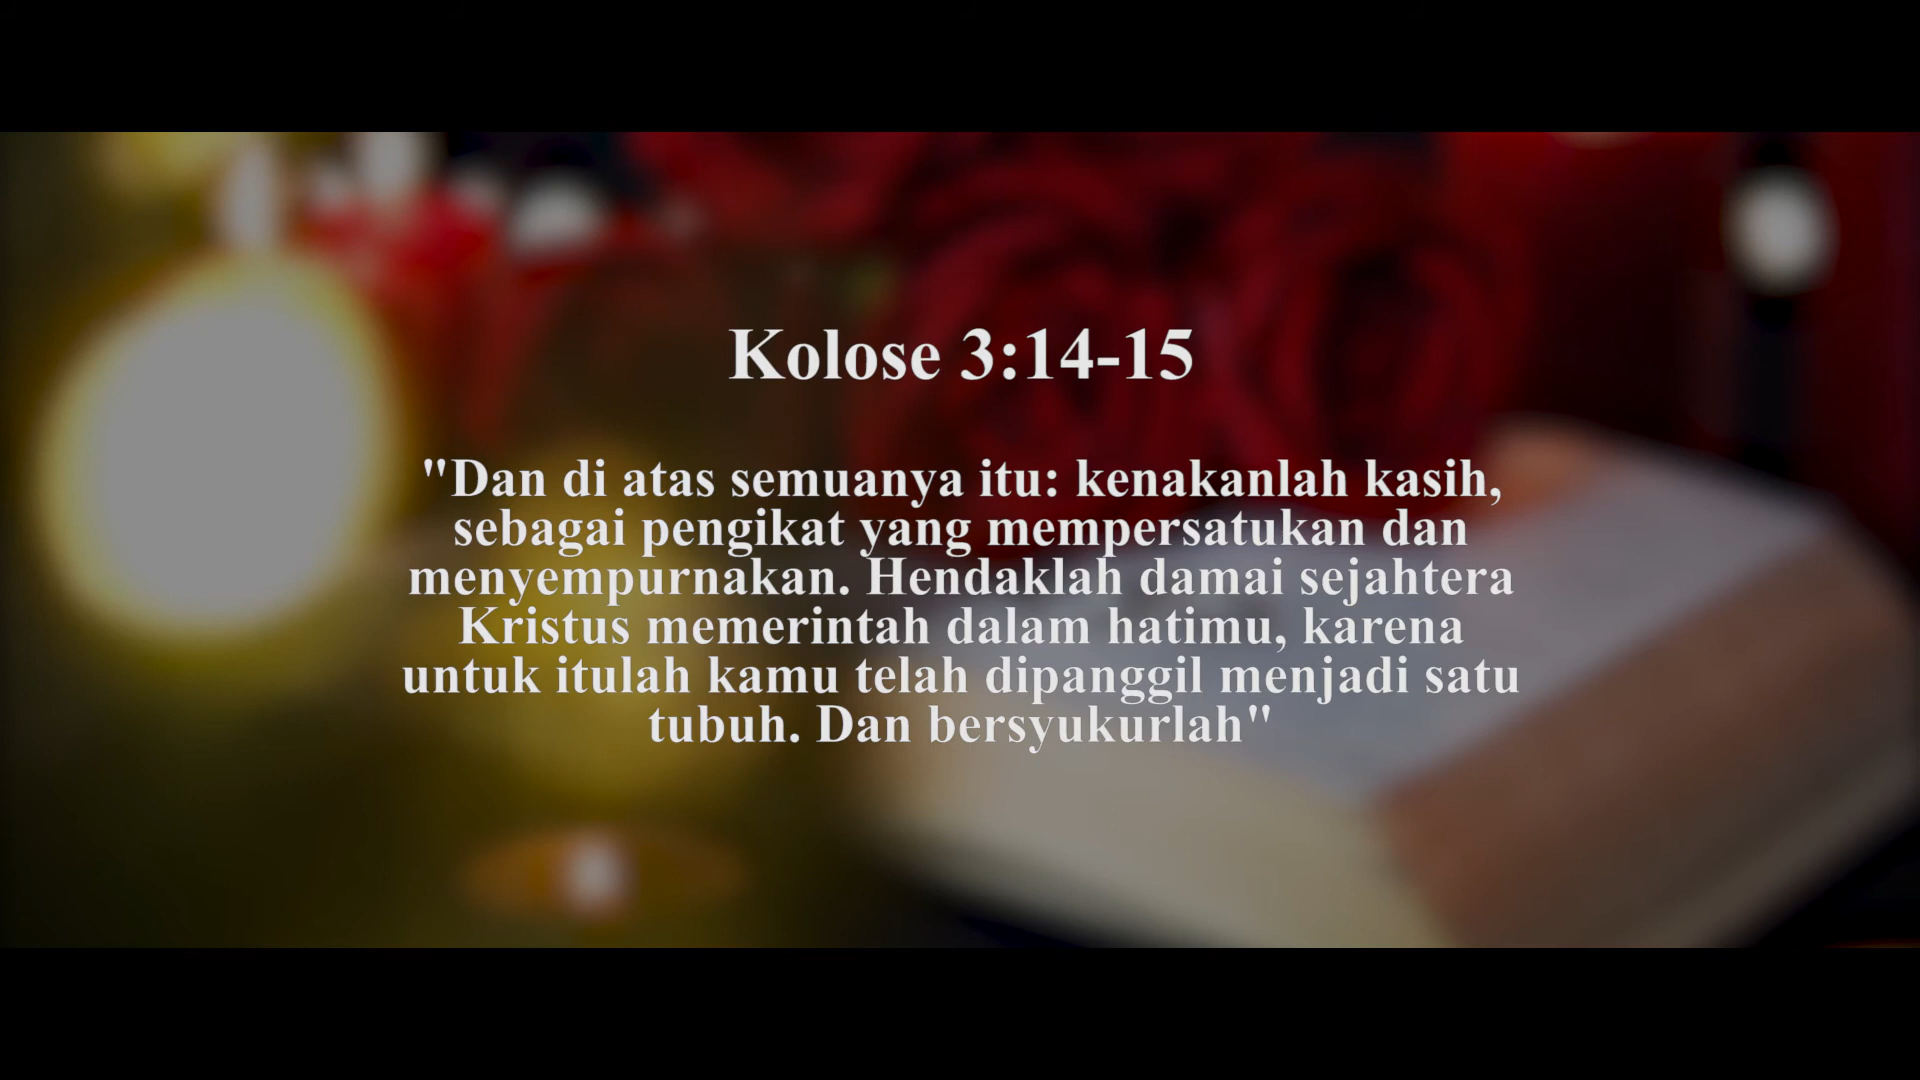 Kolose 3:14-15
"Dan di atas semuanya itu: kenakanlah kasih,
sebagai pengikat yang mempersatukan dan
menyempurnakan. Hendaklah damai sejahtera
Kristus memerintah dalam hatimu, karena
untuk itulah kamu telah dipanggil menjadi satu
tubuh. Dan bersyukurlah"